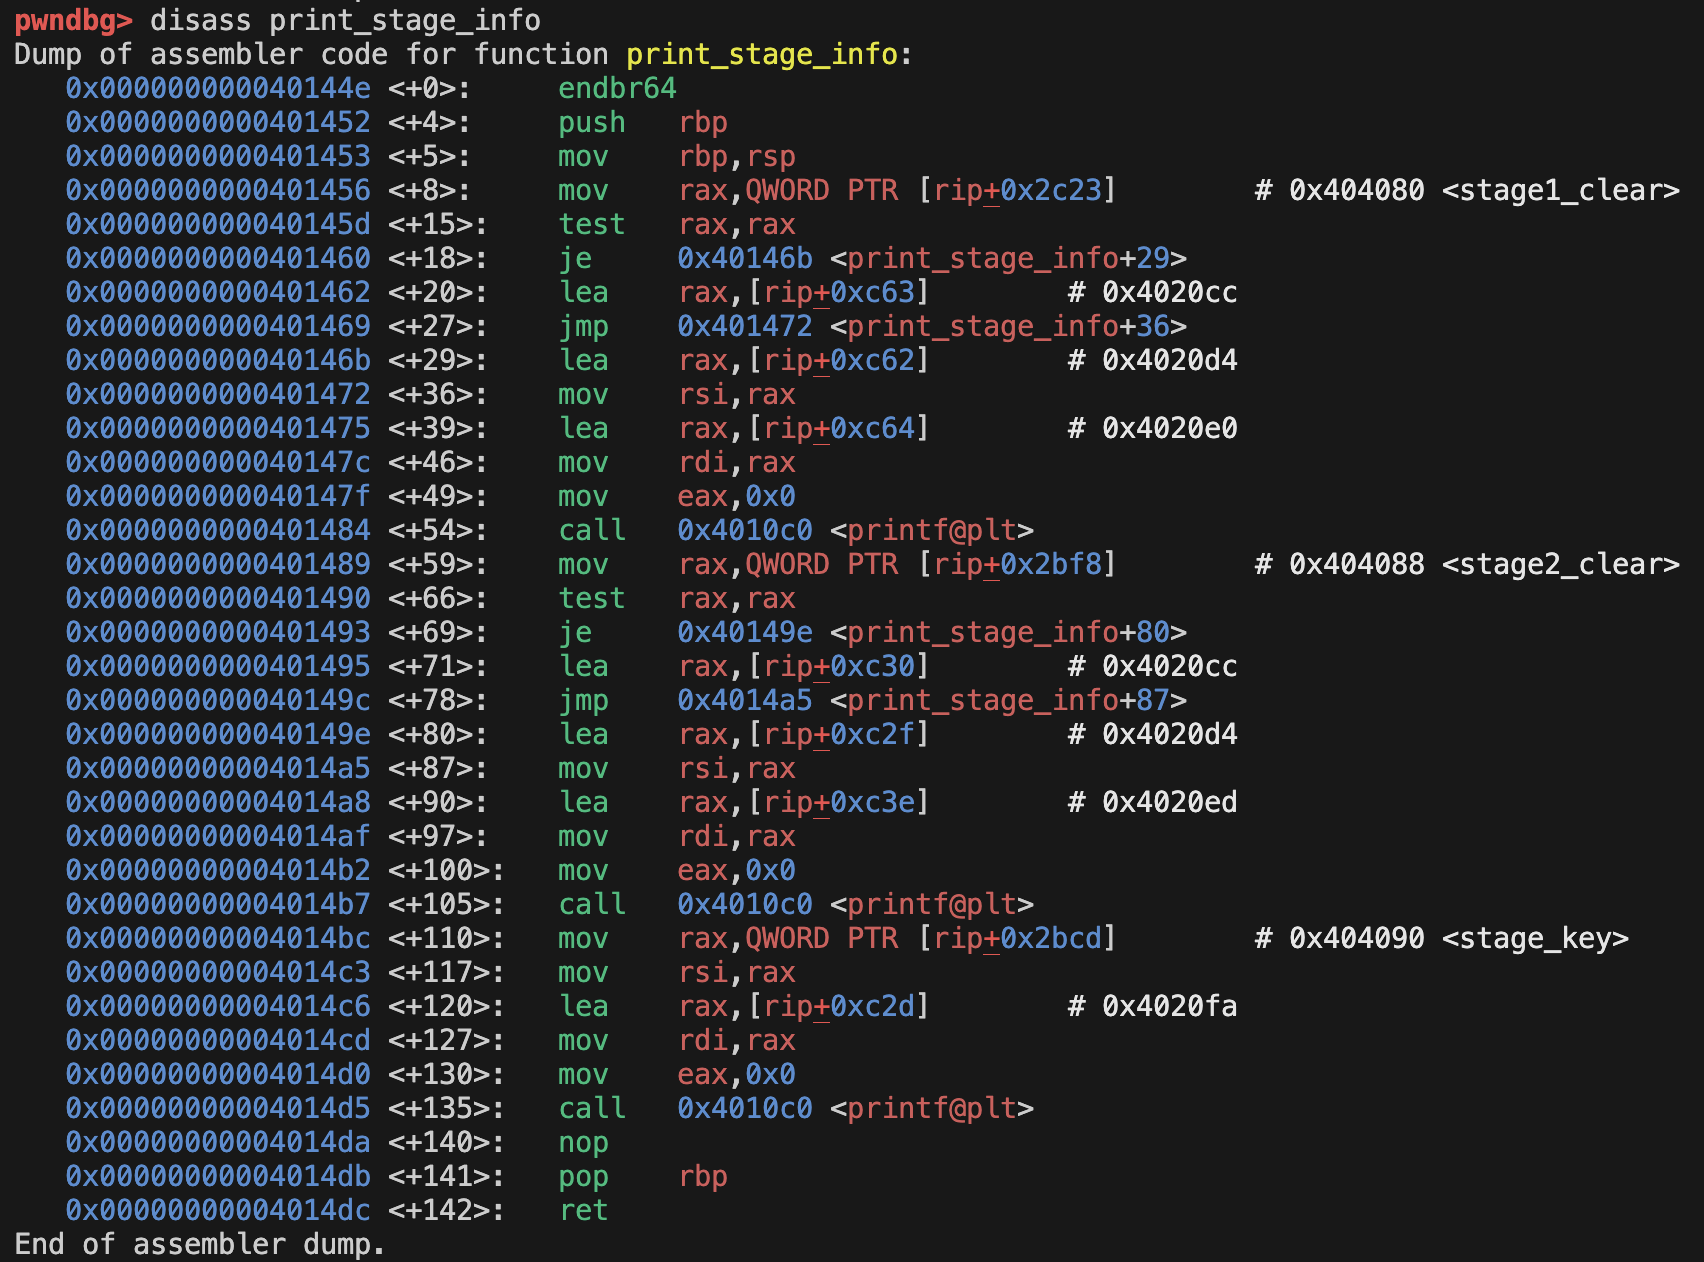 pwndbg> disass print_stage_info
Dump of assembler code for function print_stage_info:
   0x000000000040144e <+0>:     endbr64
   0x0000000000401452 <+4>:     push   rbp
   0x0000000000401453 <+5>:     mov    rbp,rsp
   0x0000000000401456 <+8>:     mov    rax,QWORD PTR [rip+0x2c23]        # 0x404080 <stage1_clear>
   0x000000000040145d <+15>:    test   rax,rax
   0x0000000000401460 <+18>:    je     0x40146b <print_stage_info+29>
   0x0000000000401462 <+20>:    lea    rax,[rip+0xc63]        # 0x4020cc
   0x0000000000401469 <+27>:    jmp    0x401472 <print_stage_info+36>
   0x000000000040146b <+29>:    lea    rax,[rip+0xc62]        # 0x4020d4
   0x0000000000401472 <+36>:    mov    rsi,rax
   0x0000000000401475 <+39>:    lea    rax,[rip+0xc64]        # 0x4020e0
   0x000000000040147c <+46>:    mov    rdi,rax
   0x000000000040147f <+49>:    mov    eax,0x0
   0x0000000000401484 <+54>:    call   0x4010c0 <printf@plt>
   0x0000000000401489 <+59>:    mov    rax,QWORD PTR [rip+0x2bf8]        # 0x404088 <stage2_clear>
   0x0000000000401490 <+66>:    test   rax,rax
   0x0000000000401493 <+69>:    je     0x40149e <print_stage_info+80>
   0x0000000000401495 <+71>:    lea    rax,[rip+0xc30]        # 0x4020cc
   0x000000000040149c <+78>:    jmp    0x4014a5 <print_stage_info+87>
   0x000000000040149e <+80>:    lea    rax,[rip+0xc2f]        # 0x4020d4
   0x00000000004014a5 <+87>:    mov    rsi,rax
   0x00000000004014a8 <+90>:    lea    rax,[rip+0xc3e]        # 0x4020ed
   0x00000000004014af <+97>:    mov    rdi,rax
   0x00000000004014b2 <+100>:   mov    eax,0x0
   0x00000000004014b7 <+105>:   call   0x4010c0 <printf@plt>
   0x00000000004014bc <+110>:   mov    rax,QWORD PTR [rip+0x2bcd]        # 0x404090 <stage_key>
   0x00000000004014c3 <+117>:   mov    rsi,rax
   0x00000000004014c6 <+120>:   lea    rax,[rip+0xc2d]        # 0x4020fa
   0x00000000004014cd <+127>:   mov    rdi,rax
   0x00000000004014d0 <+130>:   mov    eax,0x0
   0x00000000004014d5 <+135>:   call   0x4010c0 <printf@plt>
   0x00000000004014da <+140>:   nop
   0x00000000004014db <+141>:   pop    rbp
   0x00000000004014dc <+142>:   ret
End of assembler dump.